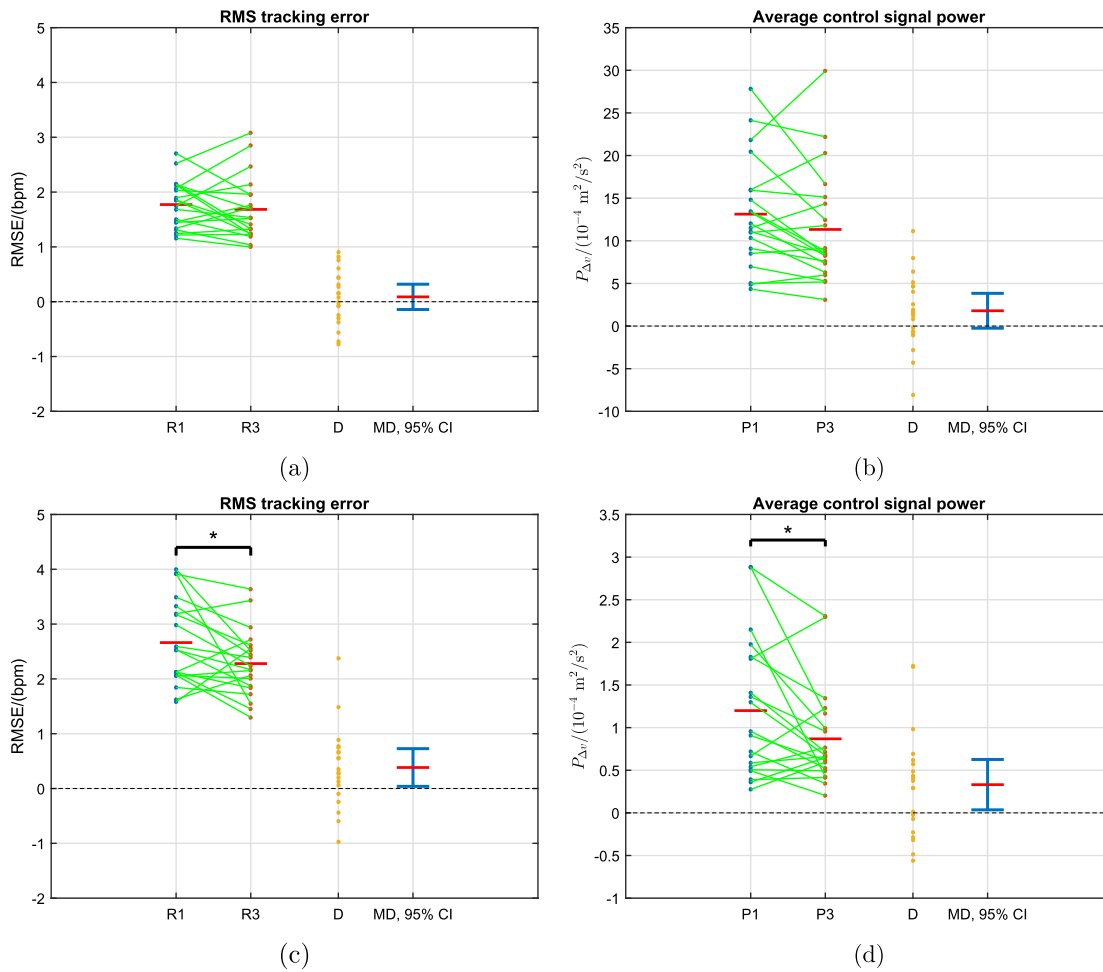 RMS tracking error
5
4
3
2
1
0
-1
-2
RMSE/(bpm)
R1 R3 D MD, 95% CI
(a)
Average control signal power
35
30
25
20
15
10
5
0
-5
-10
P_{Δv}/(10^{−4} m²/s²)
P1 P3 D MD, 95% CI
(b)
RMS tracking error
5
4
3
2
1
0
-1
-2
RMSE/(bpm)
*
R1 R3 D MD, 95% CI
(c)
Average control signal power
3.5
3
2.5
2
1.5
1
0.5
0
-0.5
-1
P_{Δv}/(10^{−4} m²/s²)
*
P1 P3 D MD, 95% CI
(d)